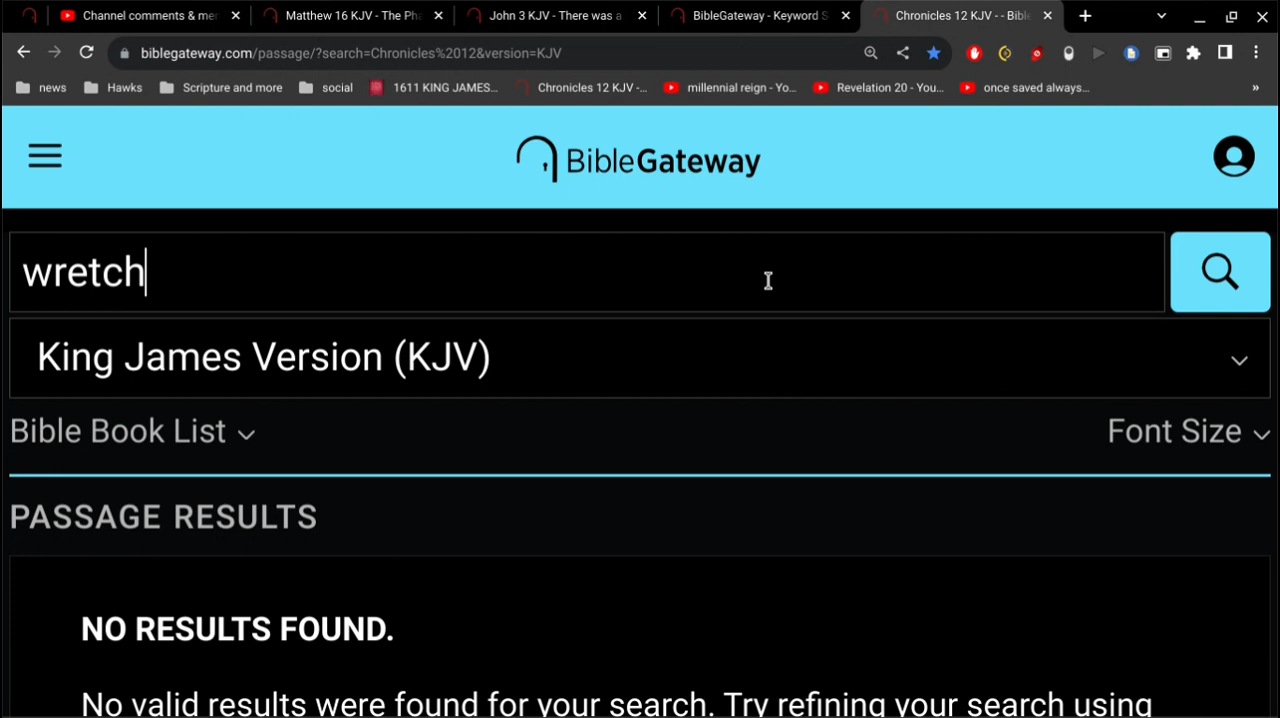 Channel comments & me
Matthew 16 KJV - The Pha
John 3 KJV - There was a
BibleGateway - Keyword S
Chronicles 12 KJV - - Bible
biblegateway.com/passage/?search=Chronicles%2012&version=KJV
news
Hawks
Scripture and more
social
1611 KING JAMES...
Chronicles 12 KJV -...
millennial reign - Yo...
Revelation 20 - You...
once saved always...
»
BibleGateway
wretch
King James Version (KJV)
Bible Book List
Font Size
PASSAGE RESULTS
NO RESULTS FOUND.
No valid results were found for your search. Try refining your search using